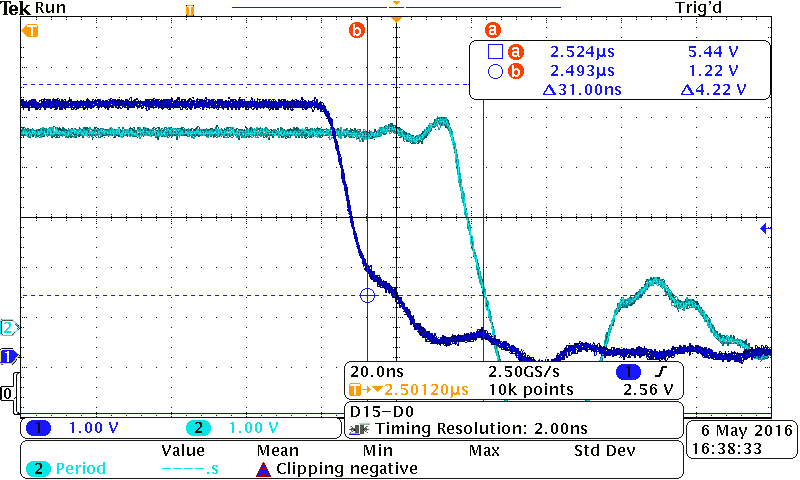 Tek Run Trig'd
T
b a
T
a 2.524µs 5.44 V
b 2.493µs 1.22 V
Δ31.00ns Δ4.22 V
2
1
D
20.0ns 2.50GS/s 1
T→▼2.50120µs 10k points 2.56 V
1 1.00 V 2 1.00 V
D15-D0
Timing Resolution: 2.00ns
6 May 2016
16:38:33
Value Mean Min Max Std Dev
2 Period ----.s Clipping negative